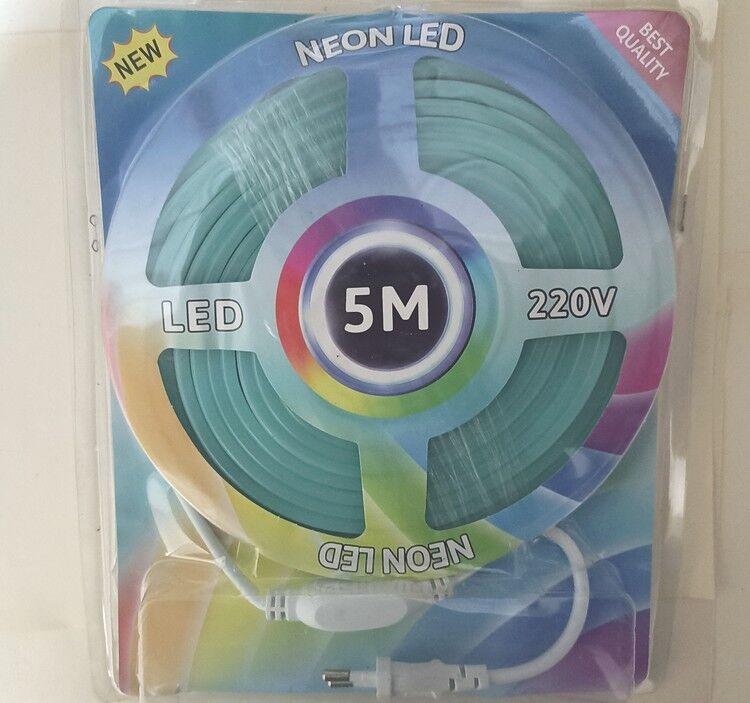 NEW
NEON LED
BEST
QUALITY
LED
5M
220V
NEON LED